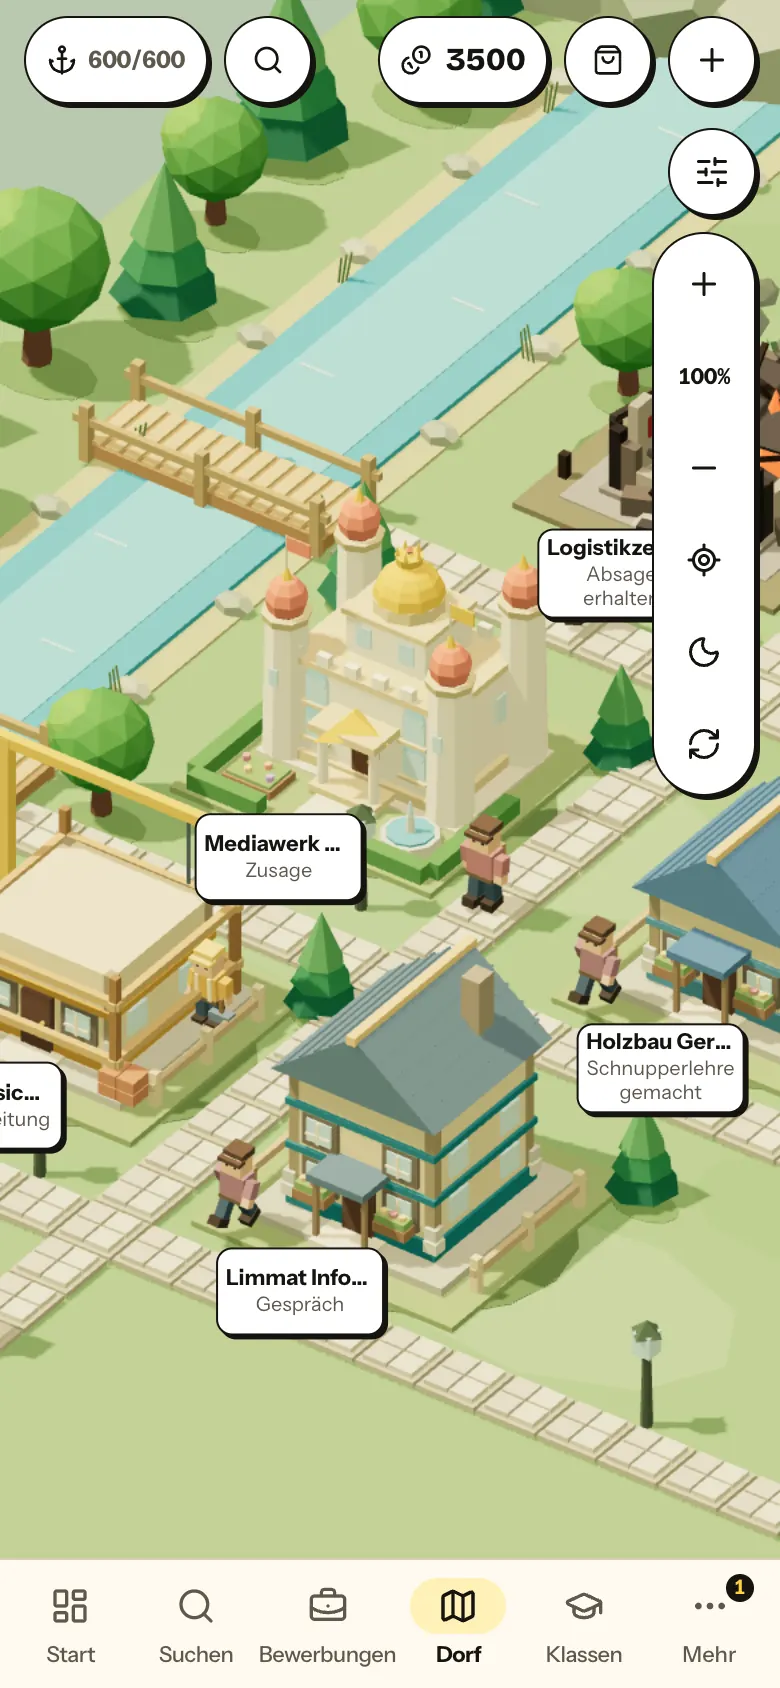 600/600
3500
100%
Logistikze
Absage
erhalten
Mediawerk ...
Zusage
sic...
eitung
Holzbau Ger...
Schnupperlehre
gemacht
Limmat Info...
Gespräch
1
Start
Suchen
Bewerbungen
Dorf
Klassen
Mehr